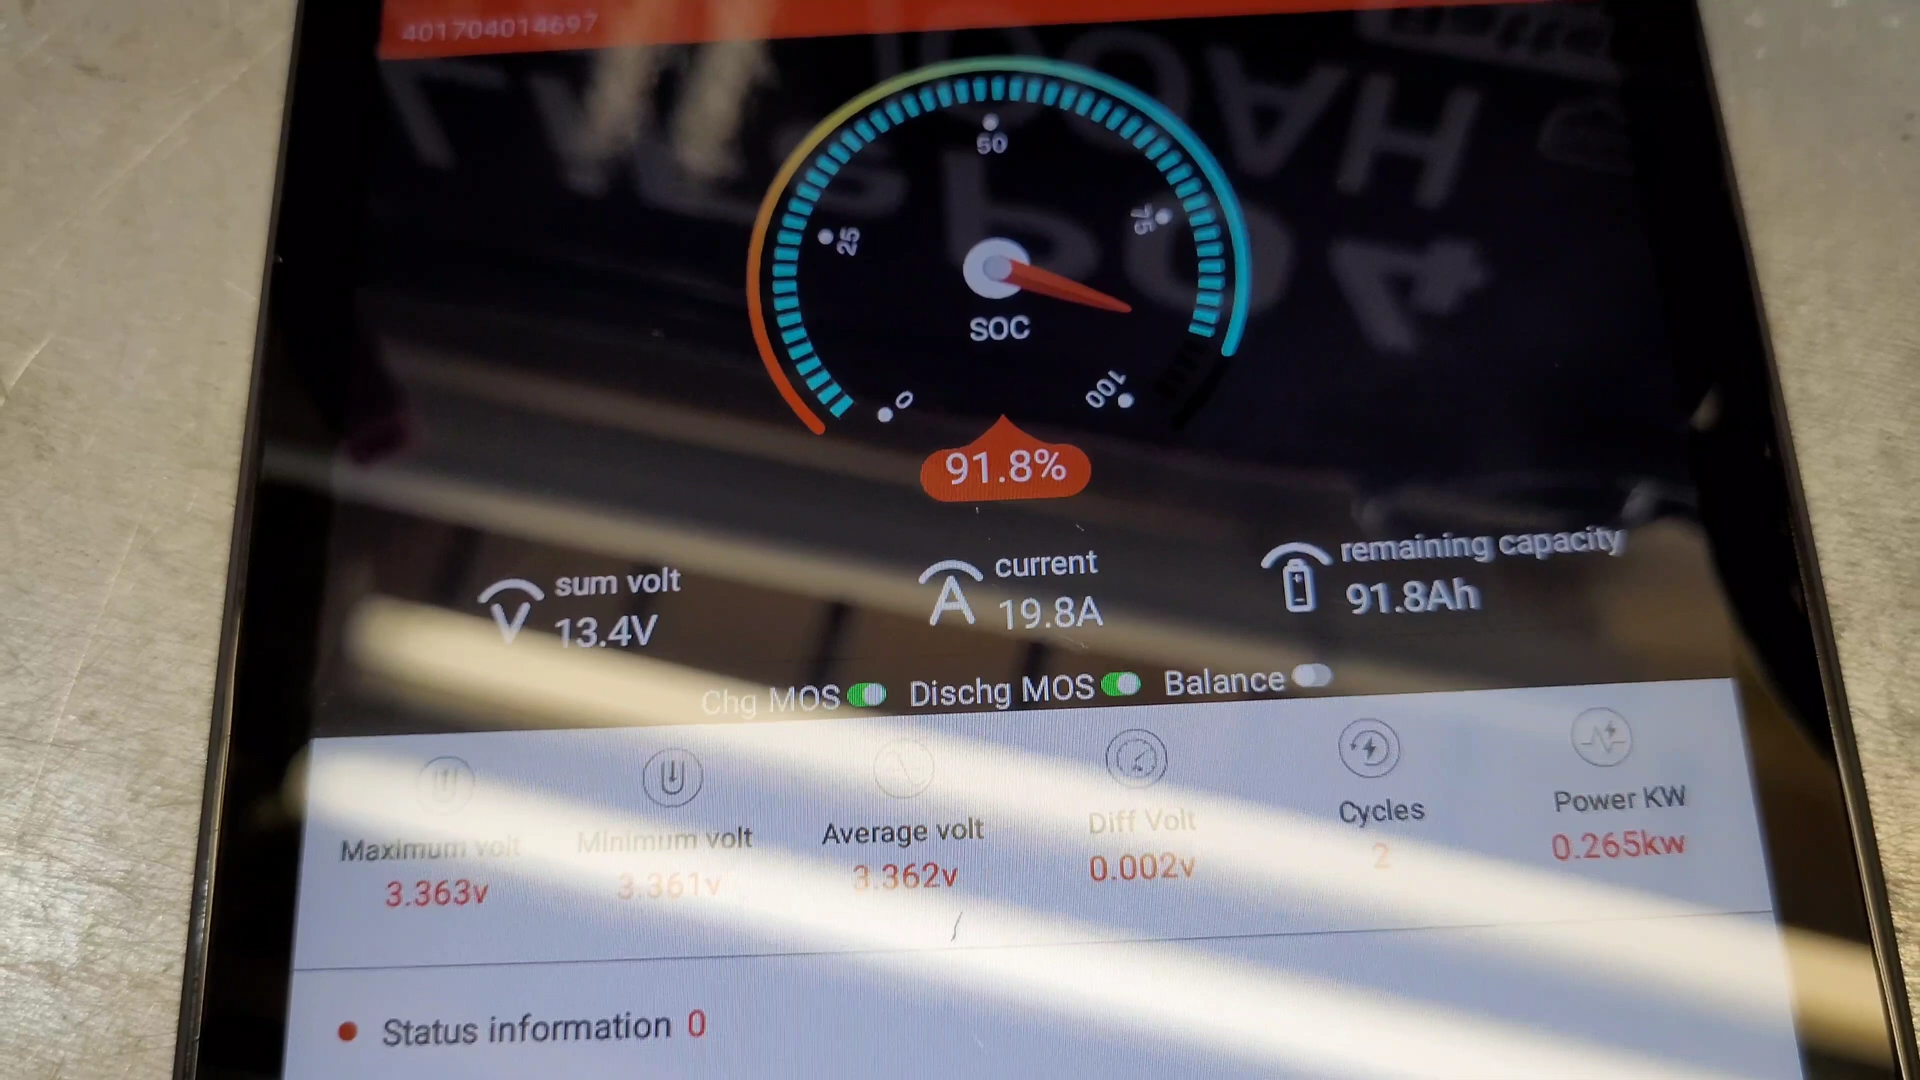 401704014697
50
25
75
SOC
0
100
91.8%
sum volt
13.4V
current
19.8A
remaining capacity
91.8Ah
Chg MOS Dischg MOS Balance
Maximum volt
3.363v
Minimum volt
3.361v
Average volt
3.362v
Diff Volt
0.002v
Cycles
2
Power KW
0.265kw
Status information 0